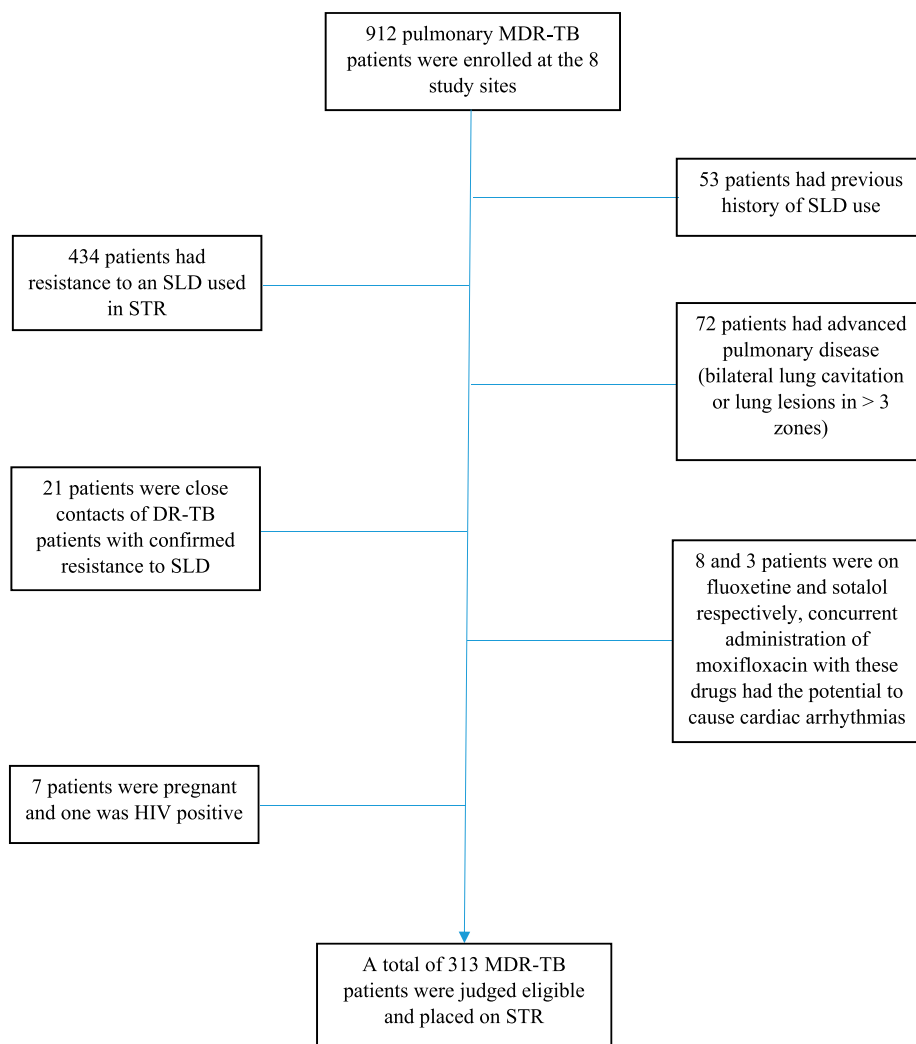 912 pulmonary MDR-TB
patients were enrolled at the 8
study sites
53 patients had previous
history of SLD use
434 patients had
resistance to an SLD used
in STR
72 patients had advanced
pulmonary disease
(bilateral lung cavitation
or lung lesions in > 3
zones)
21 patients were close
contacts of DR-TB
patients with confirmed
resistance to SLD
8 and 3 patients were on
fluoxetine and sotalol
respectively, concurrent
administration of
moxifloxacin with these
drugs had the potential to
cause cardiac arrhythmias
7 patients were pregnant
and one was HIV positive
A total of 313 MDR-TB
patients were judged eligible
and placed on STR